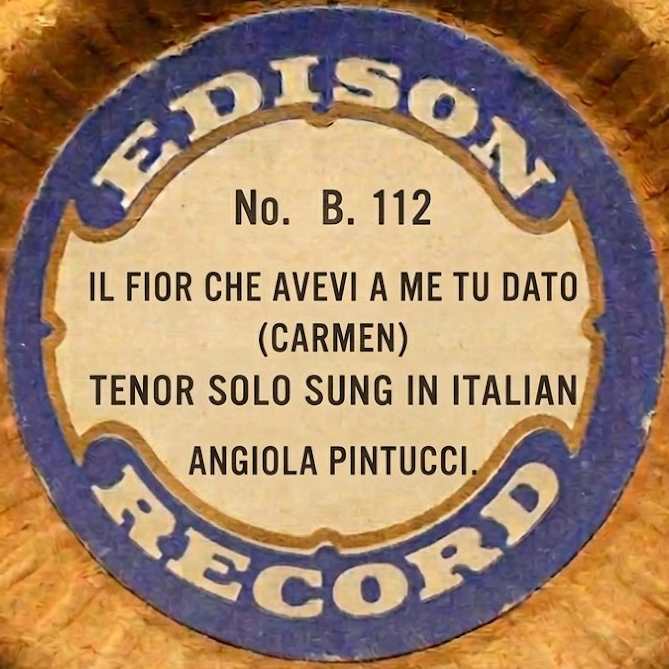 EDISON
No. B. 112
IL FIOR CHE AVEVI A ME TU DATO
(CARMEN)
TENOR SOLO SUNG IN ITALIAN
ANGIOLA PINTUCCI.
RECORD